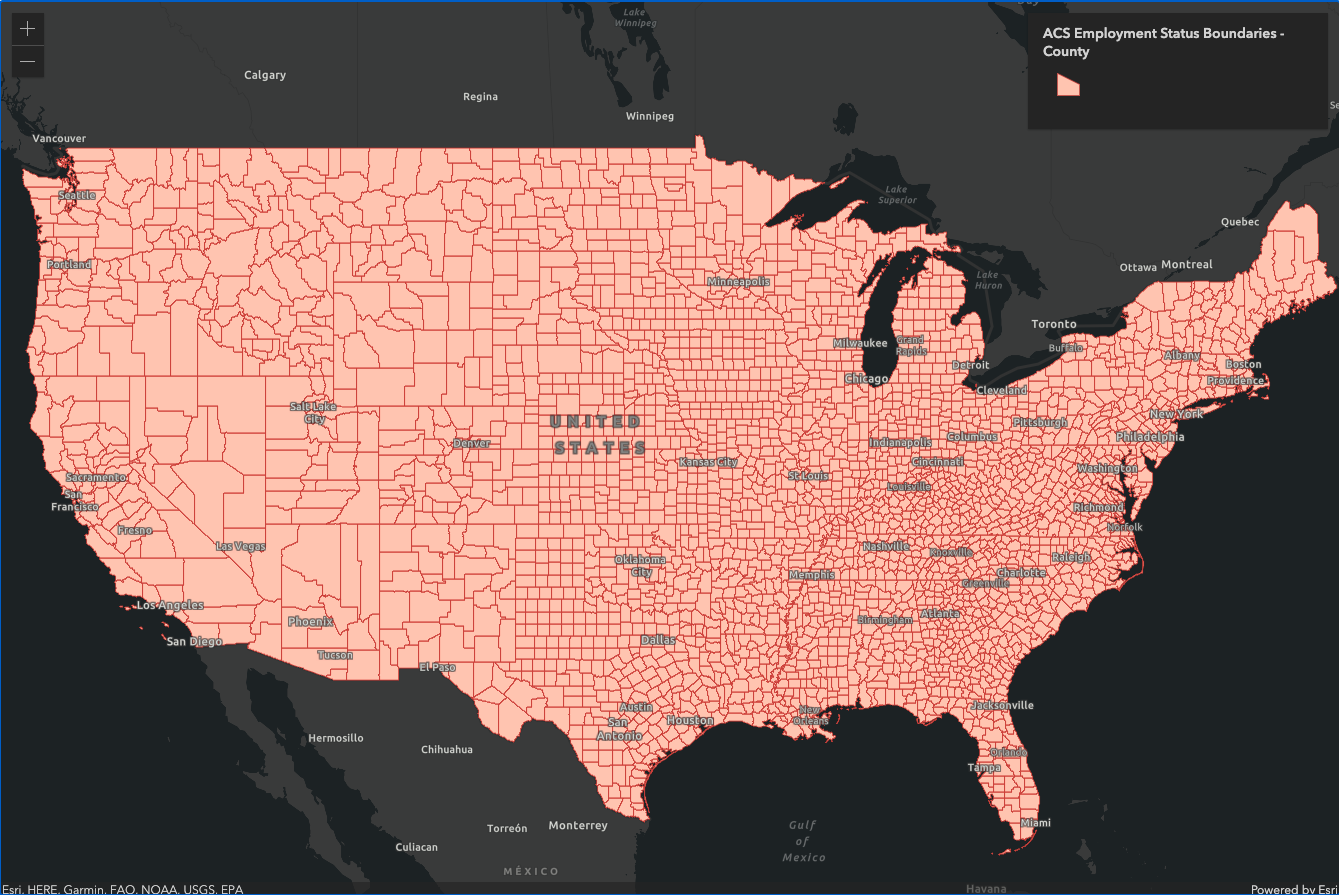 Lake
Winnipeg
ACS Employment Status Boundaries -
County
Calgary
Regina
Winnipeg
Vancouver
Seattle
Lake
Superior
Quebec
Portland
Ottawa
Montreal
Minneapolis
Lake
Huron
Toronto
Milwaukee
Grand
Rapids
Buffalo
Detroit
Albany
Boston
Chicago
Cleveland
Providence
Salt Lake
City
New York
UNITED
STATES
Denver
Indianapolis
Columbus
Pittsburgh
Philadelphia
Kansas City
Cincinnati
Washington
Sacramento
St Louis
Louisville
San
Francisco
Richmond
Fresno
Norfolk
Las Vegas
Nashville
Knoxville
Raleigh
Oklahoma
City
Memphis
Charlotte
Greenville
Los Angeles
Phoenix
Birmingham
Atlanta
San Diego
Dallas
Tucson
El Paso
Austin
San
Antonio
Houston
New
Orleans
Jacksonville
Hermosillo
Chihuahua
Orlando
Tampa
Torreón
Monterrey
Gulf
of
Mexico
Miami
Culiacan
MÉXICO
Havana
Esri, HERE, Garmin, FAO, NOAA, USGS, EPA
Powered by Esri